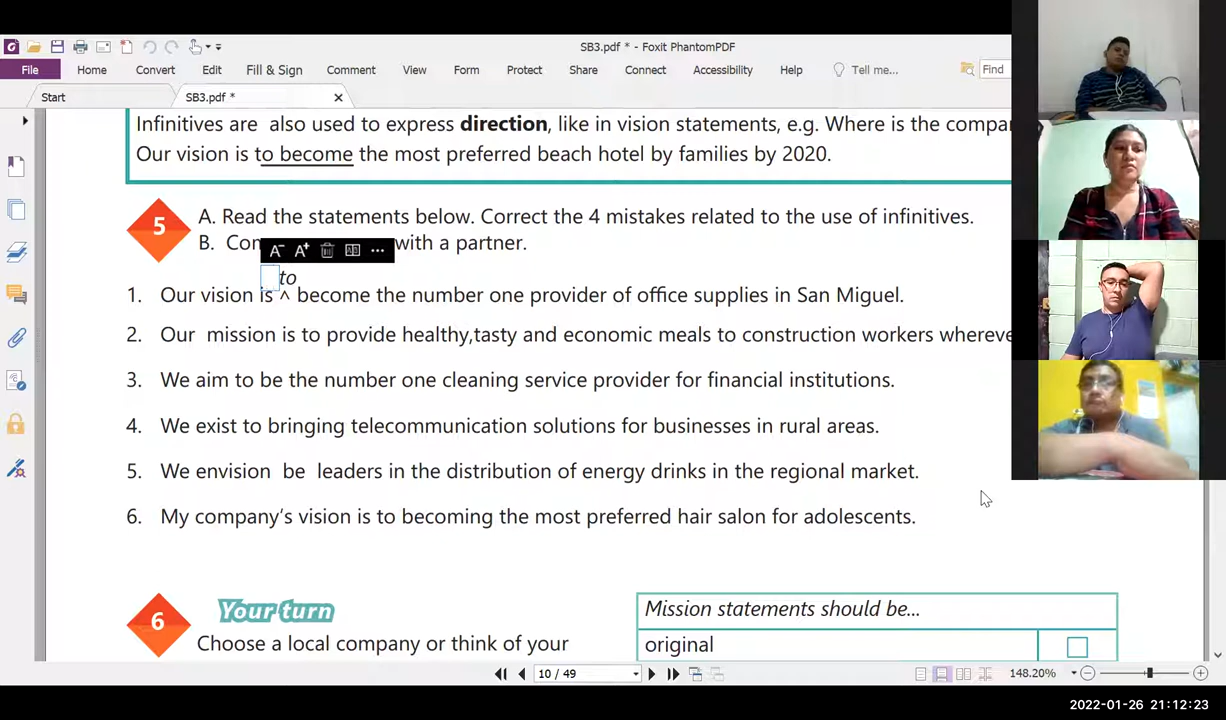 SB3.pdf * - Foxit PhantomPDF
File Home Convert Edit Fill & Sign Comment View Form Protect Share Connect Accessibility Help Tell me... Find
Start SB3.pdf *
Infinitives are also used to express direction, like in vision statements, e.g. Where is the compa
Our vision is to become the most preferred beach hotel by families by 2020.
5
A. Read the statements below. Correct the 4 mistakes related to the use of infinitives.
B. Con with a partner.
to
1. Our vision is ^ become the number one provider of office supplies in San Miguel.
2. Our mission is to provide healthy,tasty and economic meals to construction workers whereve
3. We aim to be the number one cleaning service provider for financial institutions.
4. We exist to bringing telecommunication solutions for businesses in rural areas.
5. We envision be leaders in the distribution of energy drinks in the regional market.
6. My company's vision is to becoming the most preferred hair salon for adolescents.
6
Your turn
Choose a local company or think of your
Mission statements should be...
original
10 / 49
148.20%
2022-01-26 21:12:23